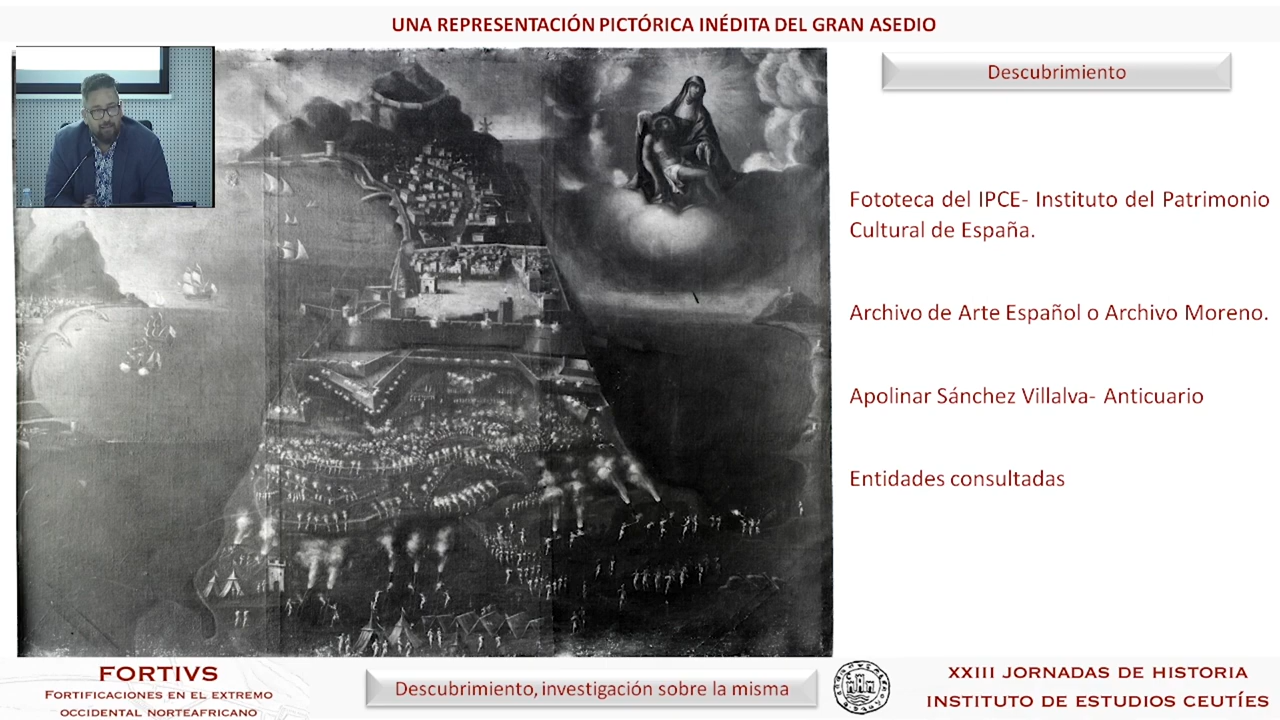 UNA REPRESENTACIÓN PICTÓRICA INÉDITA DEL GRAN ASEDIO
Descubrimiento
Fototeca del IPCE- Instituto del Patrimonio
Cultural de España.
Archivo de Arte Español o Archivo Moreno.
Apolinar Sánchez Villalva- Anticuario
Entidades consultadas
FORTIVS
FORTIFICACIONES EN EL EXTREMO
OCCIDENTAL NORTEAFRICANO
Descubrimiento, investigación sobre la misma
XXIII JORNADAS DE HISTORIA
INSTITUTO DE ESTUDIOS CEUTÍES